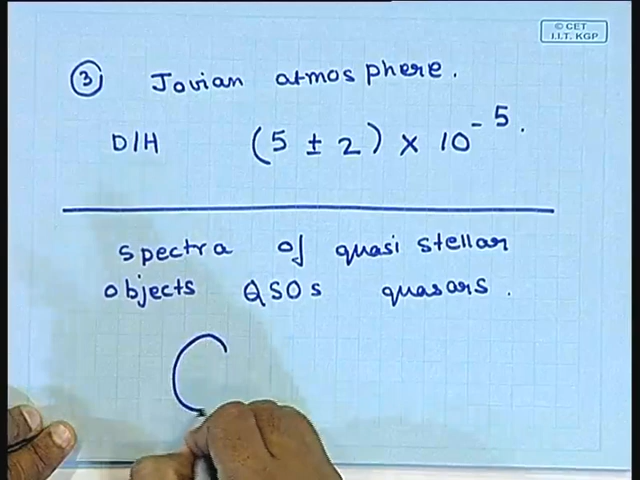 © CET
I.I.T. KGP
③ Jovian atmosphere.
D/H (5 ± 2) × 10⁻⁵.
spectra of quasi stellar
objects QSOs quasars.